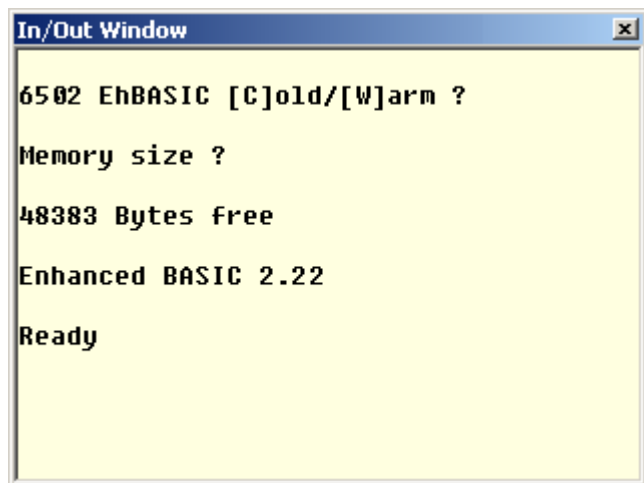 In/Out Window
6502 EhBASIC [C]old/[W]arm ?
Memory size ?
48383 Bytes free
Enhanced BASIC 2.22
Ready